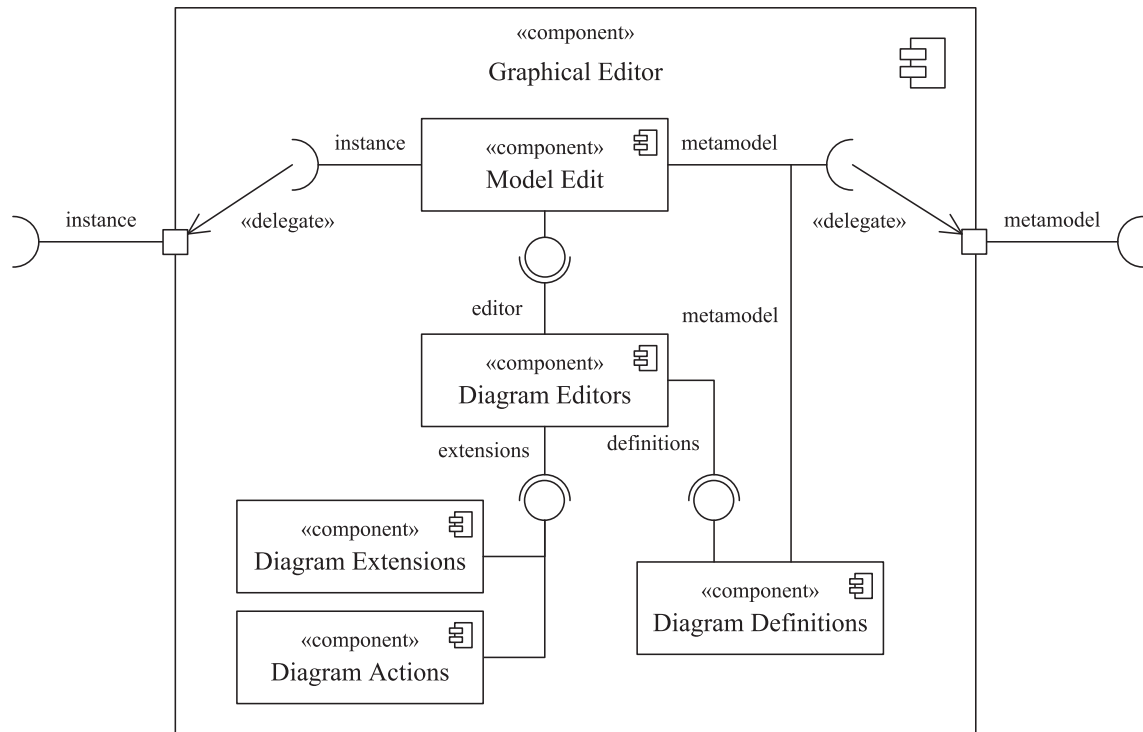 «component»
Graphical Editor
instance
«component»
Model Edit
metamodel
instance
«delegate»
«delegate»
metamodel
editor
metamodel
«component»
Diagram Editors
extensions
definitions
«component»
Diagram Extensions
«component»
Diagram Definitions
«component»
Diagram Actions